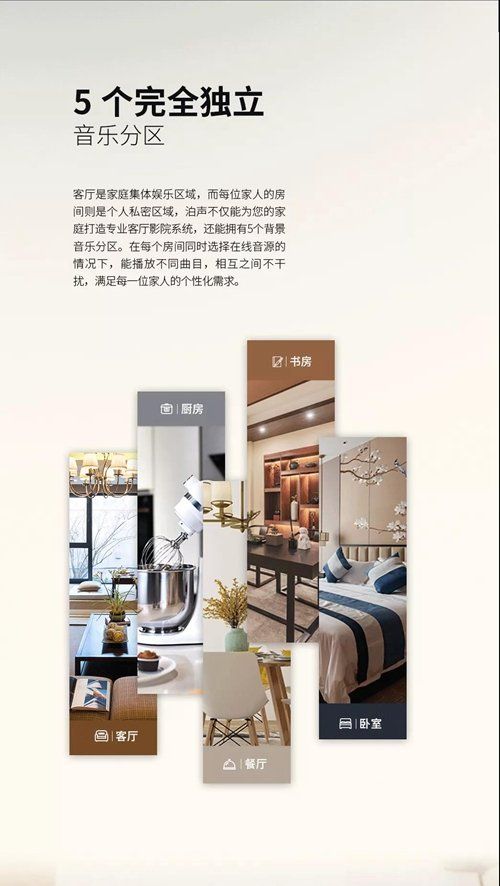 5 个完全独立
音乐分区
客厅是家庭集体娱乐区域，而每位家人的房
间则是个人私密区域，泊声不仅能为您的家
庭打造专业客厅影院系统，还能拥有5个背景
音乐分区。在每个房间同时选择在线音源的
情况下，能播放不同曲目，相互之间不干
扰，满足每一位家人的个性化需求。
书房
厨房
客厅
餐厅
卧室